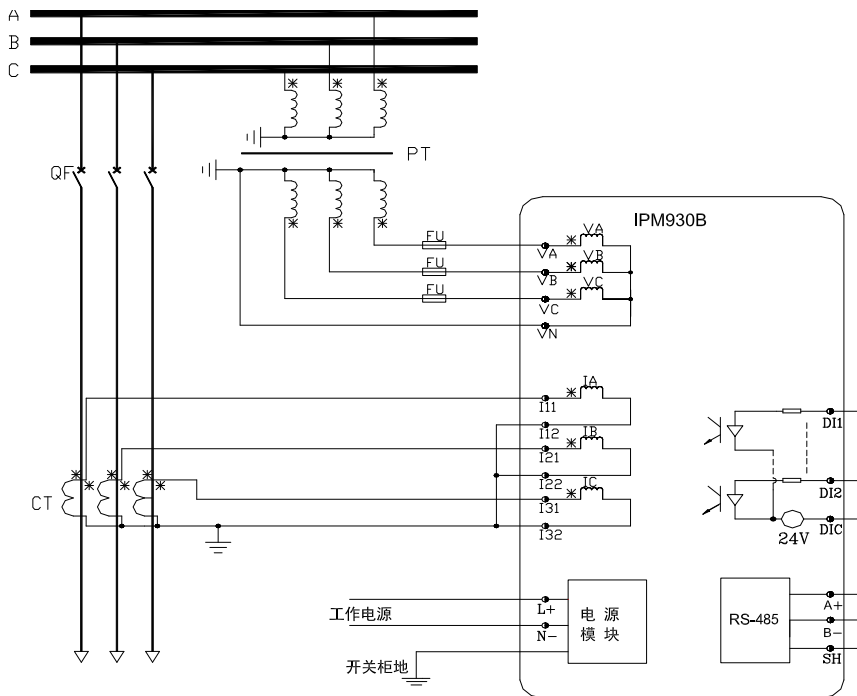 A
B
C
PT
QF
IPM930B
FU
VA
VA
FU
VB
VB
FU
VC
VC
VN
IA
I11
I12
IB
I21
I22
IC
I31
I32
CT
DI1
DI2
DIC
24V
工作电源
L+
N-
电源
模块
开关柜地
RS-485
A+
B-
SH